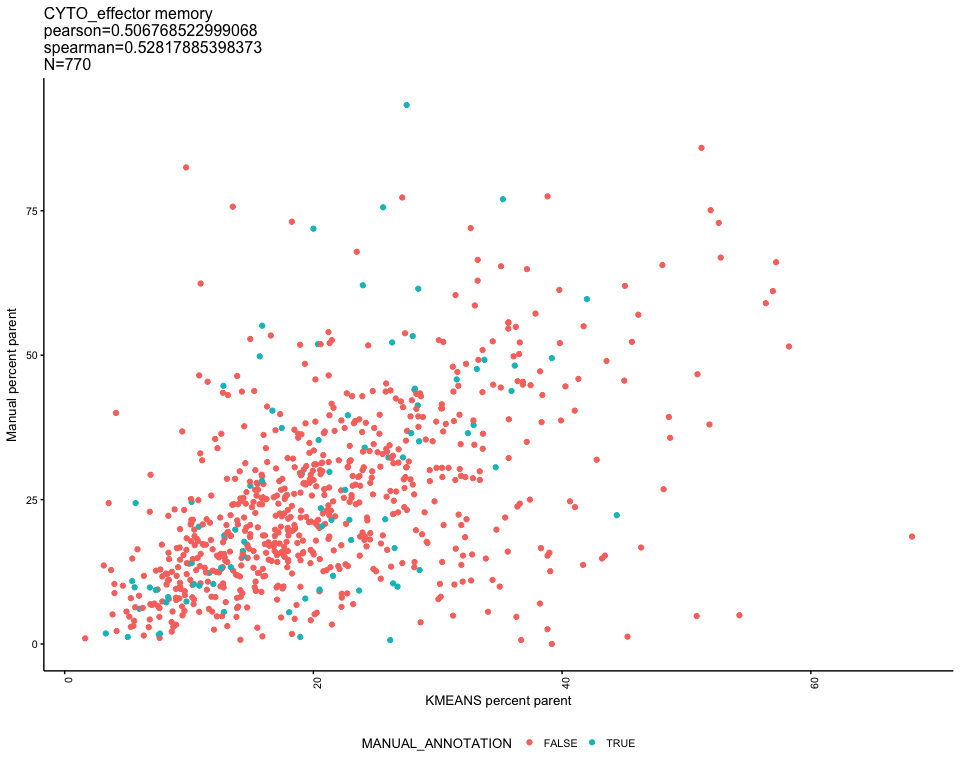 CYTO_effector memory
pearson=0.506768522999068
spearman=0.52817885398373
N=770
Manual percent parent
75
50
25
0
0
20
40
60
KMEANS percent parent
MANUAL_ANNOTATION FALSE TRUE